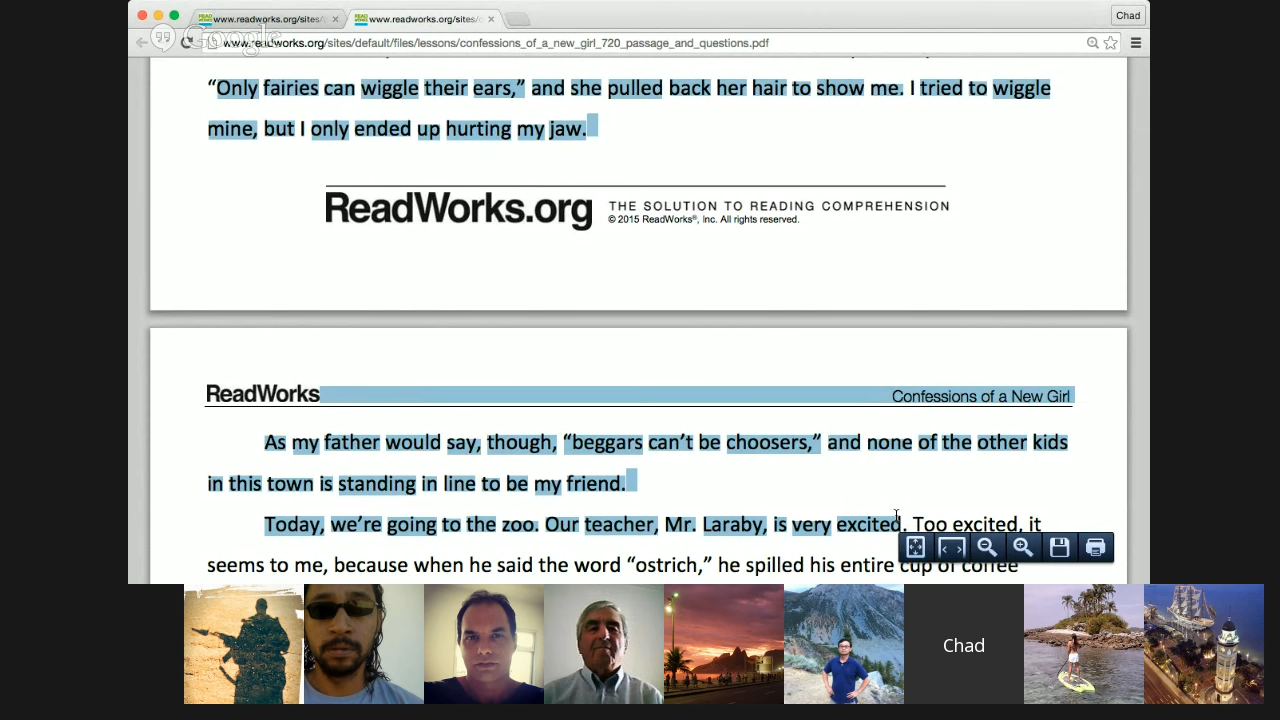 www.readworks.org/sites/p
www.readworks.org/sites/
Chad
Google
www.readworks.org/sites/default/files/lessons/confessions_of_a_new_girl_720_passage_and_questions.pdf
“Only fairies can wiggle their ears,” and she pulled back her hair to show me. I tried to wiggle
mine, but I only ended up hurting my jaw.
ReadWorks.org
THE SOLUTION TO READING COMPREHENSION
© 2015 ReadWorks®, Inc. All rights reserved.
ReadWorks
Confessions of a New Girl
As my father would say, though, “beggars can’t be choosers,” and none of the other kids
in this town is standing in line to be my friend.
Today, we’re going to the zoo. Our teacher, Mr. Laraby, is very excited. Too excited, it
seems to me, because when he said the word “ostrich,” he spilled his entire cup of coffee
Chad